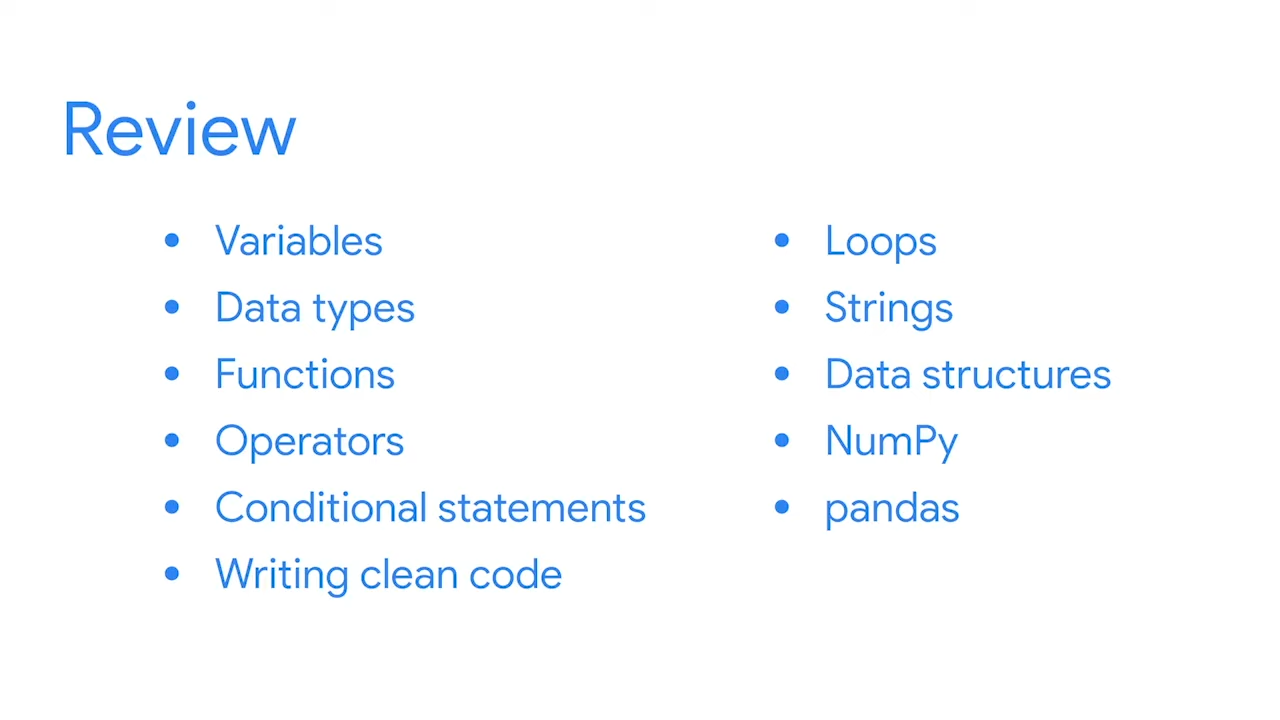 Review
• Variables
• Data types
• Functions
• Operators
• Conditional statements
• Writing clean code
• Loops
• Strings
• Data structures
• NumPy
• pandas